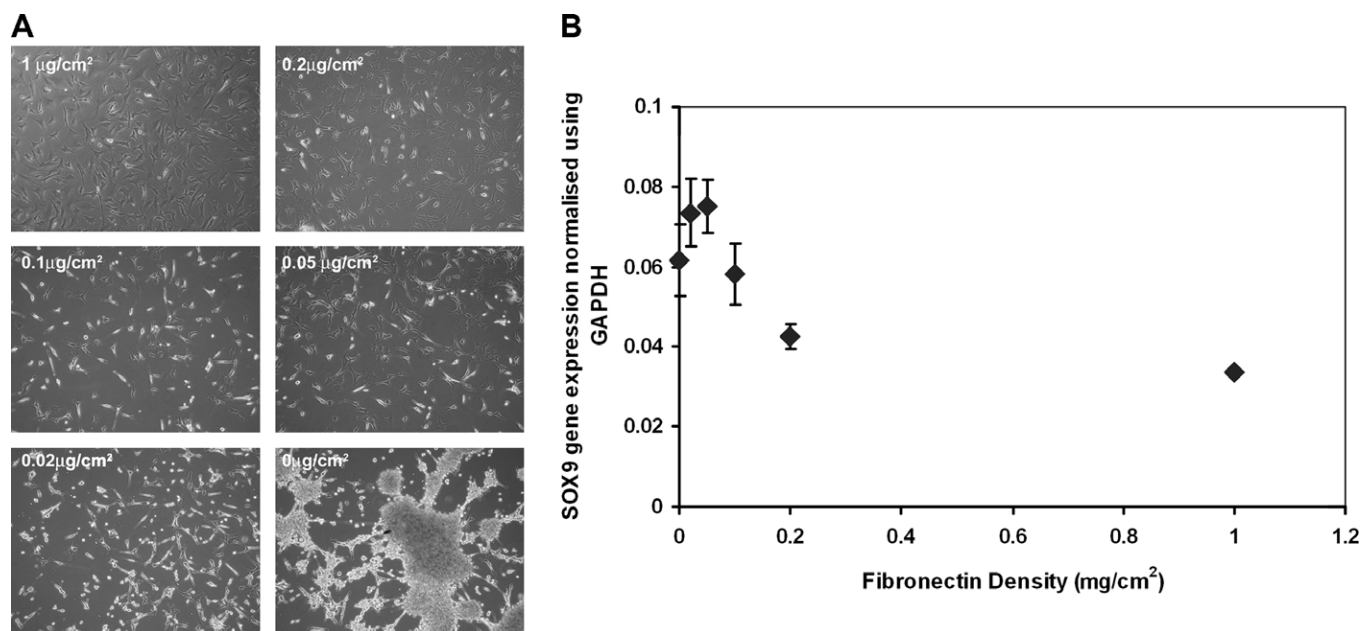 A
1 µg/cm²
0.2µg/cm²
0.1µg/cm²
0.05 µg/cm²
0.02µg/cm²
0µg/cm²
B
SOX9 gene expression normalised using
GAPDH
0.1
0.08
0.06
0.04
0.02
0
0 0.2 0.4 0.6 0.8 1 1.2
Fibronectin Density (mg/cm²)